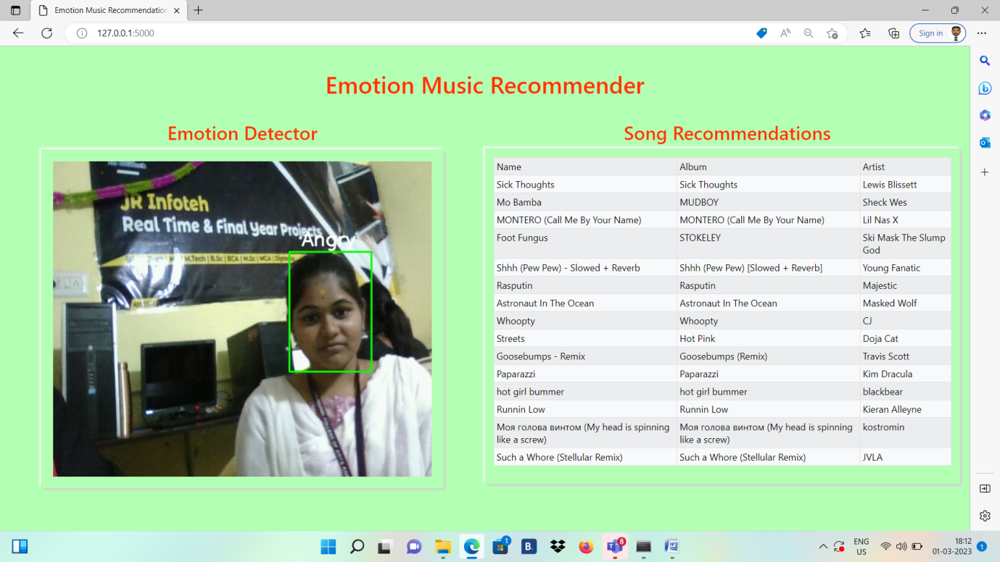 Emotion Music Recommendation
127.0.0.1:5000
Sign in
Emotion Music Recommender
Emotion Detector
JR Infoteh
Real Time & Final Year Projects
Angry
M.Tech | B.Sc | BCA | M.Sc | MCA |
Song Recommendations
Name Album Artist
Sick Thoughts Sick Thoughts Lewis Blissett
Mo Bamba MUDBOY Sheck Wes
MONTERO (Call Me By Your Name) MONTERO (Call Me By Your Name) Lil Nas X
Foot Fungus STOKELEY Ski Mask The Slump
God
Shhh (Pew Pew) - Slowed + Reverb Shhh (Pew Pew) [Slowed + Reverb] Young Fanatic
Rasputin Rasputin Majestic
Astronaut In The Ocean Astronaut In The Ocean Masked Wolf
Whoopty Whoopty CJ
Streets Hot Pink Doja Cat
Goosebumps - Remix Goosebumps (Remix) Travis Scott
Paparazzi Paparazzi Kim Dracula
hot girl bummer hot girl bummer blackbear
Runnin Low Runnin Low Kieran Alleyne
Моя голова винтом (My head is spinning Моя голова винтом (My head is spinning kostromin
like a screw) like a screw)
Such a Whore (Stellular Remix) Such a Whore (Stellular Remix) JVLA
1
B.
8
ENG
US
18:12
01-03-2023
1